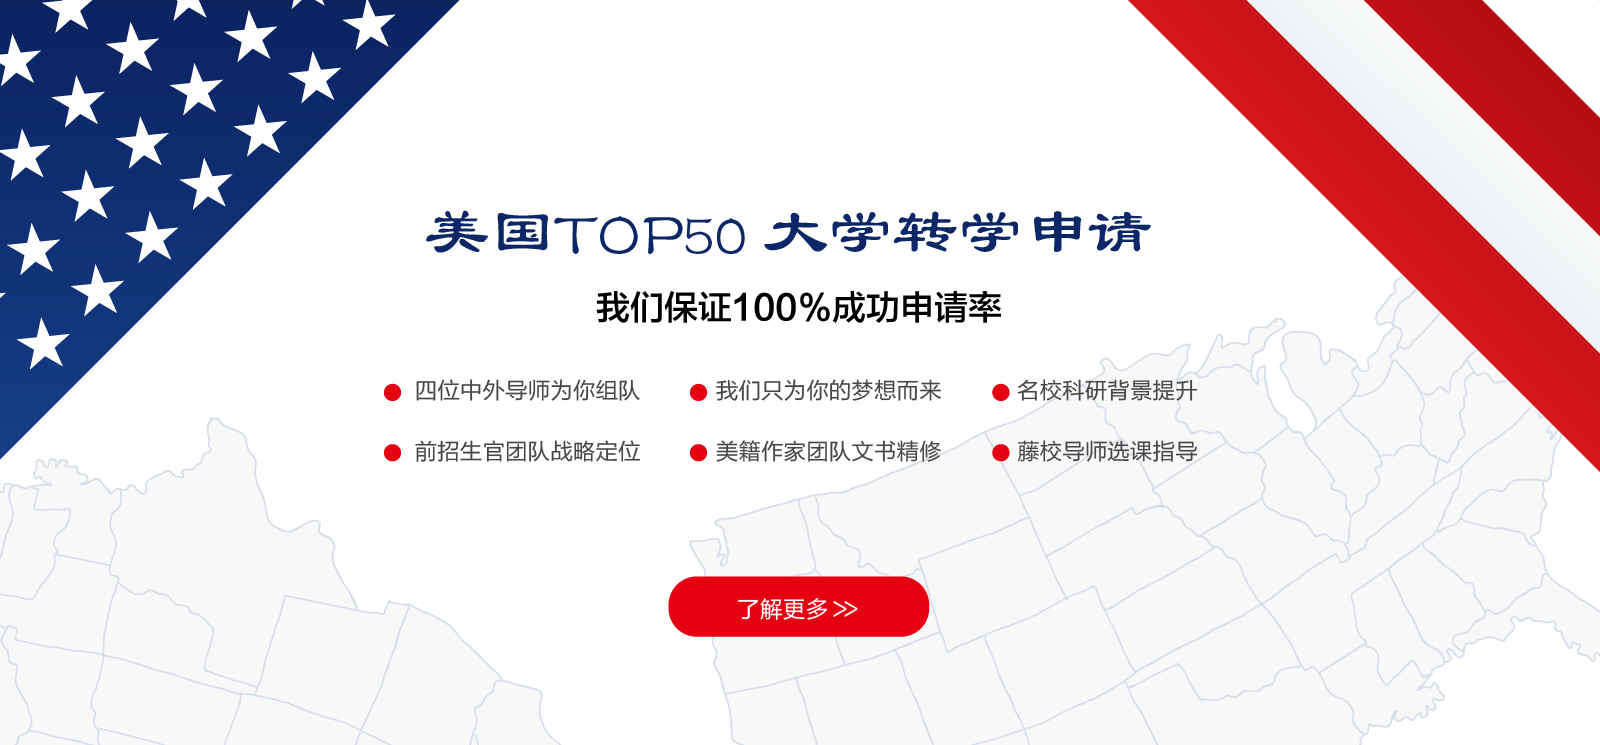 美国TOP50 大学转学申请
我们保证100%成功申请率
四位中外导师为你组队
我们只为你的梦想而来
名校科研背景提升
前招生官团队战略定位
美籍作家团队文书精修
藤校导师选课指导
了解更多 >>